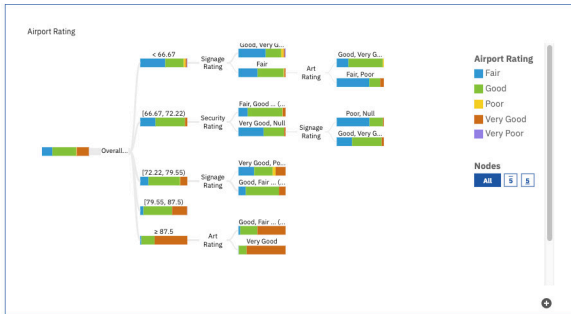 Airport Rating
< 66.67
Signage
Rating
Good, Very G...
Fair
Art
Rating
Good, Very G...
Fair, Poor
[66.67, 72.22)
Security
Rating
Fair, Good ... (...
Very Good, Null
Signage
Rating
Poor, Null
Good, Very G...
Overall...
[72.22, 79.55)
Signage
Rating
Very Good, Po...
Good, Fair ... (...
[79.55, 87.5)
≥ 87.5
Art
Rating
Good, Fair ... (...
Very Good
Airport Rating
Fair
Good
Poor
Very Good
Very Poor
Nodes
All
5
5